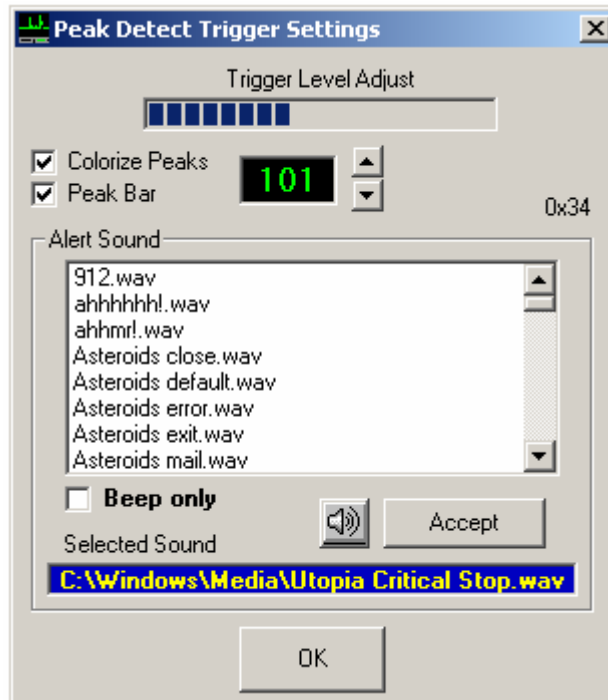 Peak Detect Trigger Settings
Trigger Level Adjust
Colorize Peaks
101
Peak Bar
0x34
Alert Sound
912.wav
ahhhhhh!.wav
ahhmr!.wav
Asteroids close.wav
Asteroids default.wav
Asteroids error.wav
Asteroids exit.wav
Asteroids mail.wav
Beep only
Accept
Selected Sound
C:\Windows\Media\Utopia Critical Stop.wav
OK